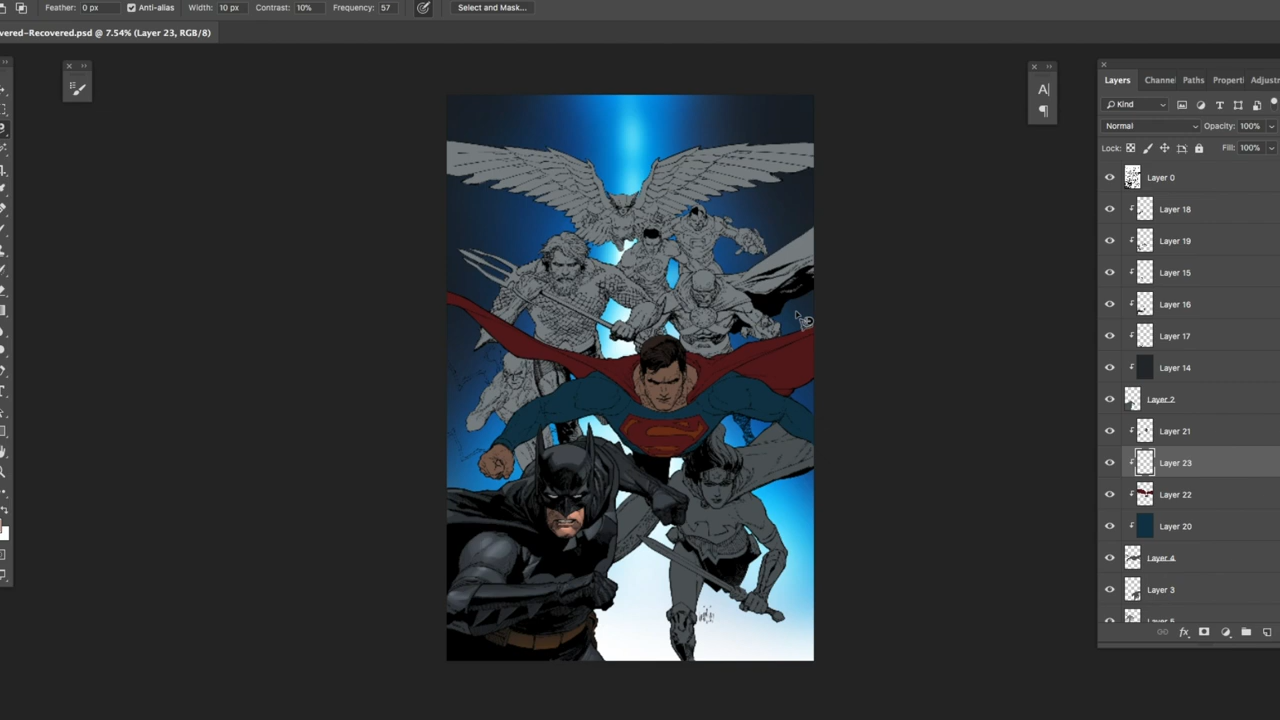 Feather: 0 px Anti-alias Width: 10 px Contrast: 10% Frequency: 57 Select and Mask...
vered-Recovered.psd @ 7.54% (Layer 23, RGB/8)
Layers Channe Paths Properti Adjustr
Kind
Normal Opacity: 100%
Lock: Fill: 100%
Layer 0
Layer 18
Layer 19
Layer 15
Layer 16
Layer 17
Layer 14
Layer 2
Layer 21
Layer 23
Layer 22
Layer 20
Layer 4
Layer 3